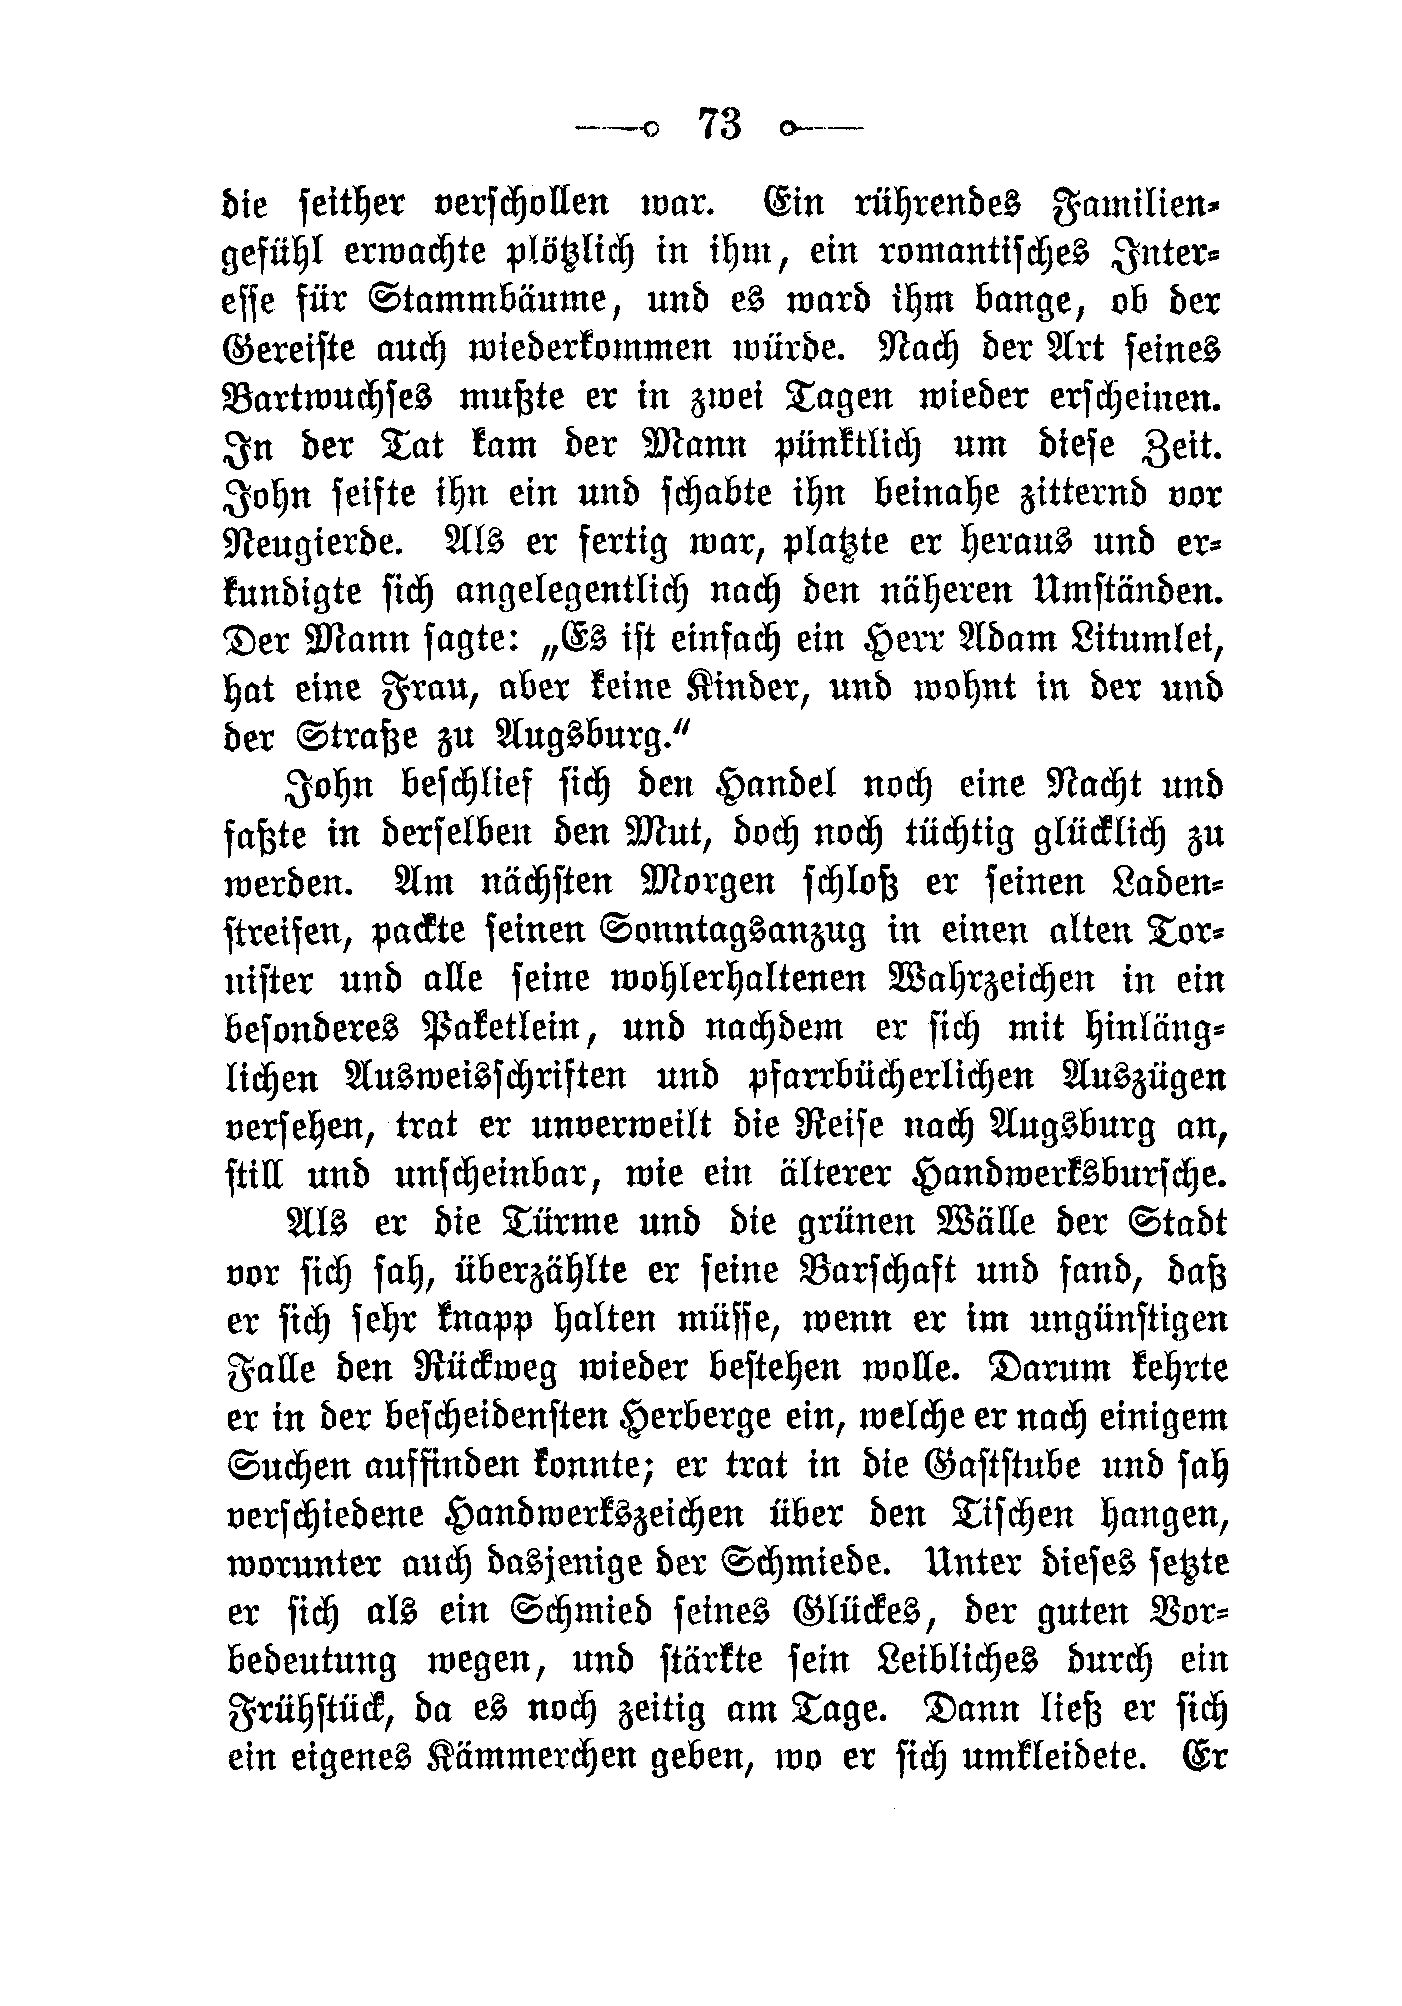 73
die seither verschollen war. Ein rührendes Familien-
gefühl erwachte plötzlich in ihm, ein romantisches Inter-
esse für Stammbäume, und es ward ihm bange, ob der
Gereiste auch wiederkommen würde. Nach der Art seines
Bartwuchses mußte er in zwei Tagen wieder erscheinen.
In der Tat kam der Mann pünktlich um diese Zeit.
John seifte ihn ein und schabte ihn beinahe zitternd vor
Neugierde. Als er fertig war, platzte er heraus und er-
kundigte sich angelegentlich nach den näheren Umständen.
Der Mann sagte: „Es ist einfach ein Herr Adam Litumlei,
hat eine Frau, aber keine Kinder, und wohnt in der und
der Straße zu Augsburg.“
John beschlief sich den Handel noch eine Nacht und
faßte in derselben den Mut, doch noch tüchtig glücklich zu
werden. Am nächsten Morgen schloß er seinen Laden-
streifen, packte seinen Sonntagsanzug in einen alten Tor-
nister und alle seine wohlerhaltenen Wahrzeichen in ein
besonderes Paketlein, und nachdem er sich mit hinläng-
lichen Ausweisschriften und pfarrbücherlichen Auszügen
versehen, trat er unverweilt die Reise nach Augsburg an,
still und unscheinbar, wie ein älterer Handwerksbursche.
Als er die Türme und die grünen Wälle der Stadt
vor sich sah, überzählte er seine Barschaft und fand, daß
er sich sehr knapp halten müsse, wenn er im ungünstigen
Falle den Rückweg wieder bestehen wolle. Darum kehrte
er in der bescheidensten Herberge ein, welche er nach einigem
Suchen auffinden konnte; er trat in die Gaststube und sah
verschiedene Handwerkszeichen über den Tischen hangen,
worunter auch dasjenige der Schmiede. Unter dieses setzte
er sich als ein Schmied seines Glückes, der guten Vor-
bedeutung wegen, und stärkte sein Leibliches durch ein
Frühstück, da es noch zeitig am Tage. Dann ließ er sich
ein eigenes Kämmerchen geben, wo er sich umkleidete. Er